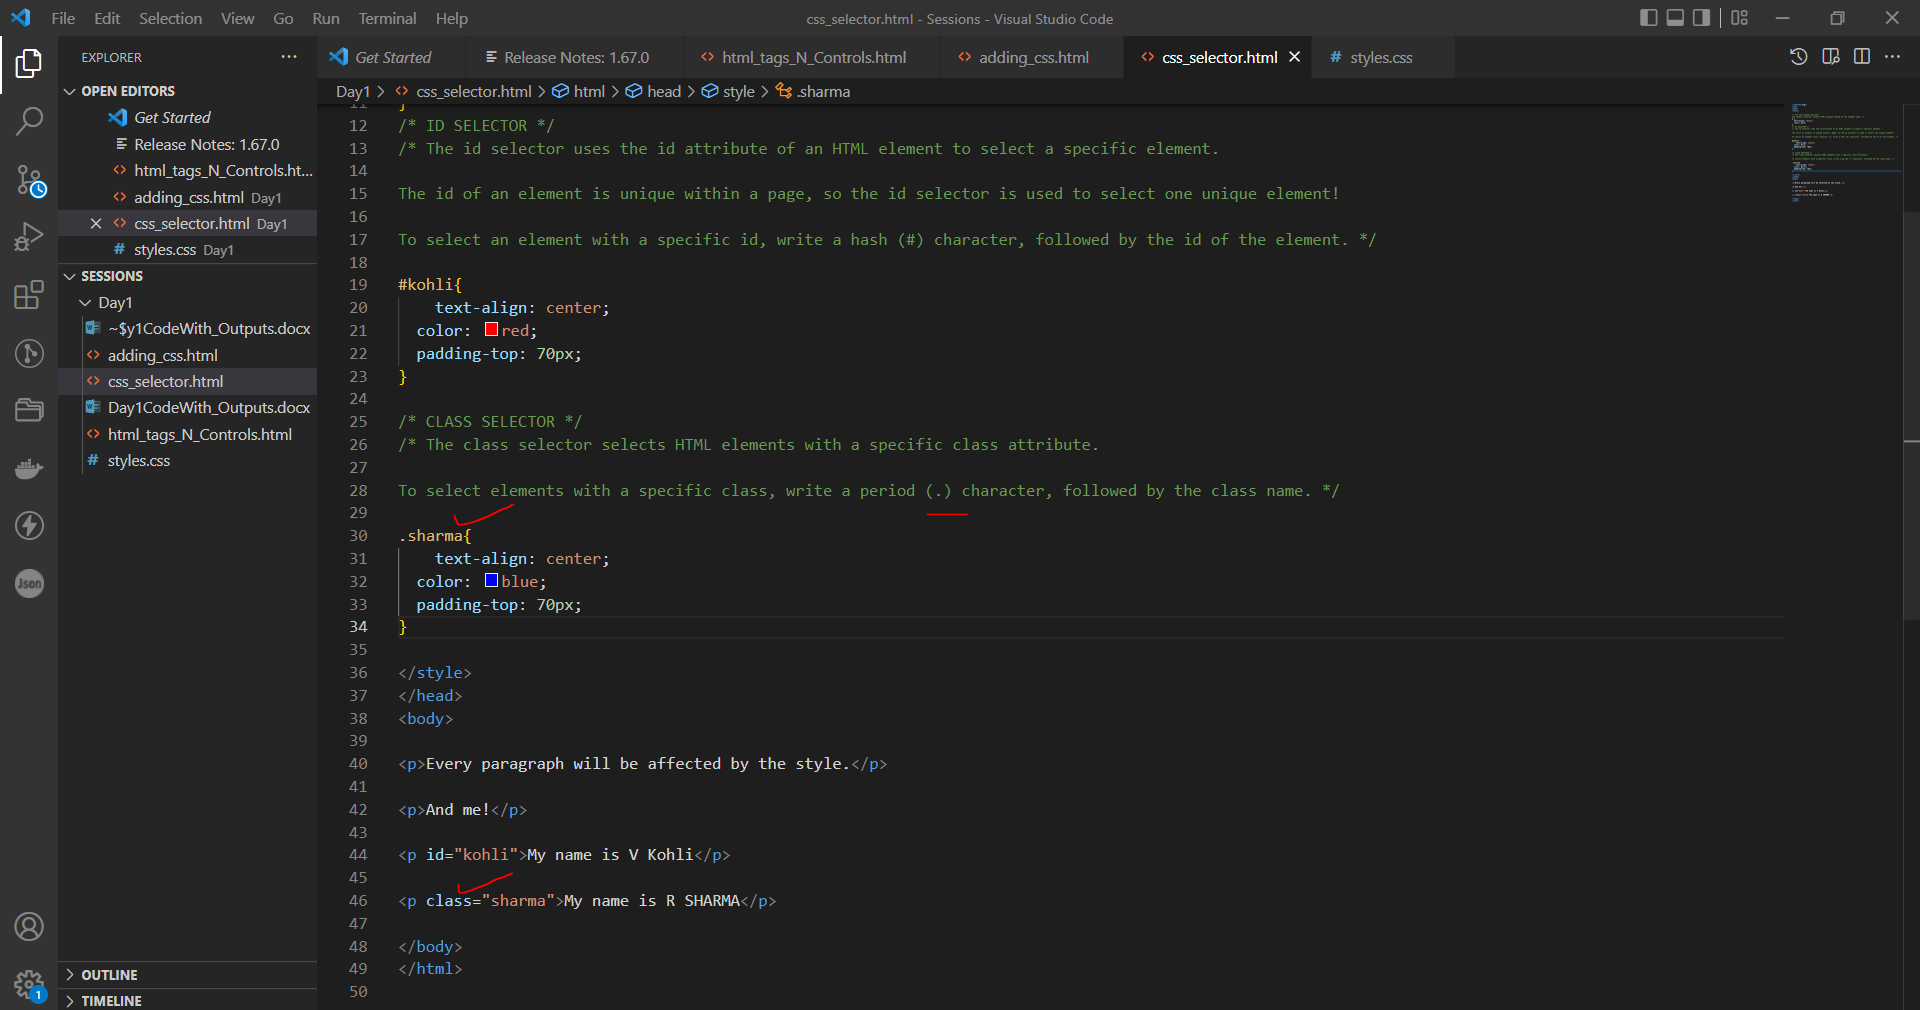 File Edit Selection View Go Run Terminal Help
css_selector.html - Sessions - Visual Studio Code
EXPLORER
OPEN EDITORS
Get Started
Release Notes: 1.67.0
html_tags_N_Controls.ht...
adding_css.html Day1
css_selector.html Day1
styles.css Day1
SESSIONS
Day1
~$y1CodeWith_Outputs.docx
adding_css.html
css_selector.html
Day1CodeWith_Outputs.docx
html_tags_N_Controls.html
styles.css
OUTLINE
TIMELINE
Json
1
Get Started
Release Notes: 1.67.0
html_tags_N_Controls.html
adding_css.html
css_selector.html
styles.css
Day1 > css_selector.html > html > head > style > .sharma
11 }
12 /* ID SELECTOR */
13 /* The id selector uses the id attribute of an HTML element to select a specific element.
14
15 The id of an element is unique within a page, so the id selector is used to select one unique element!
16
17 To select an element with a specific id, write a hash (#) character, followed by the id of the element. */
18
19 #kohli{
20 text-align: center;
21 color: red;
22 padding-top: 70px;
23 }
24
25 /* CLASS SELECTOR */
26 /* The class selector selects HTML elements with a specific class attribute.
27
28 To select elements with a specific class, write a period (.) character, followed by the class name. */
29
30 .sharma{
31 text-align: center;
32 color: blue;
33 padding-top: 70px;
34 }
35
36 </style>
37 </head>
38 <body>
39
40 <p>Every paragraph will be affected by the style.</p>
41
42 <p>And me!</p>
43
44 <p id="kohli">My name is V Kohli</p>
45
46 <p class="sharma">My name is R SHARMA</p>
47
48 </body>
49 </html>
50